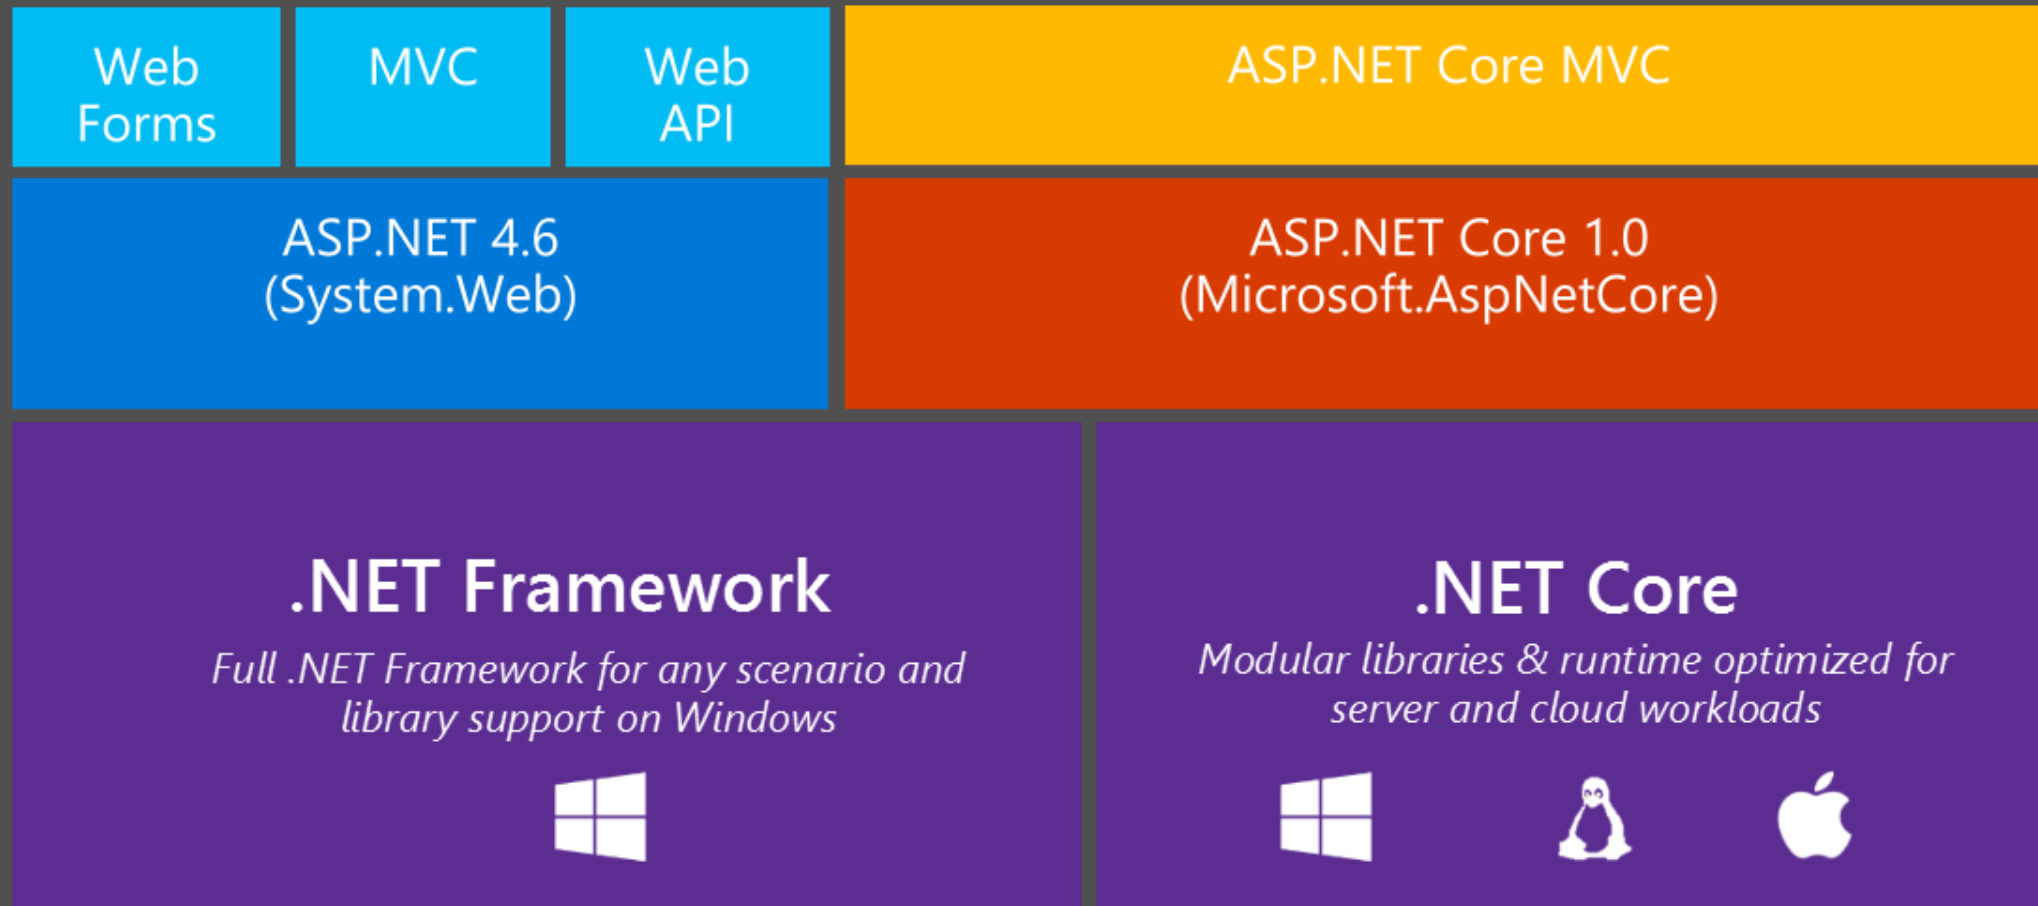 Web
Forms
MVC
Web
API
ASP.NET Core MVC
ASP.NET 4.6
(System.Web)
ASP.NET Core 1.0
(Microsoft.AspNetCore)
.NET Framework
Full .NET Framework for any scenario and
library support on Windows
.NET Core
Modular libraries & runtime optimized for
server and cloud workloads